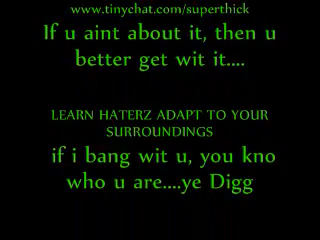 www.tinychat.com/superthick
If u aint about it, then u
better get wit it....
LEARN HATERZ ADAPT TO YOUR
SURROUNDINGS
if i bang wit u, you kno
who u are....ye Digg